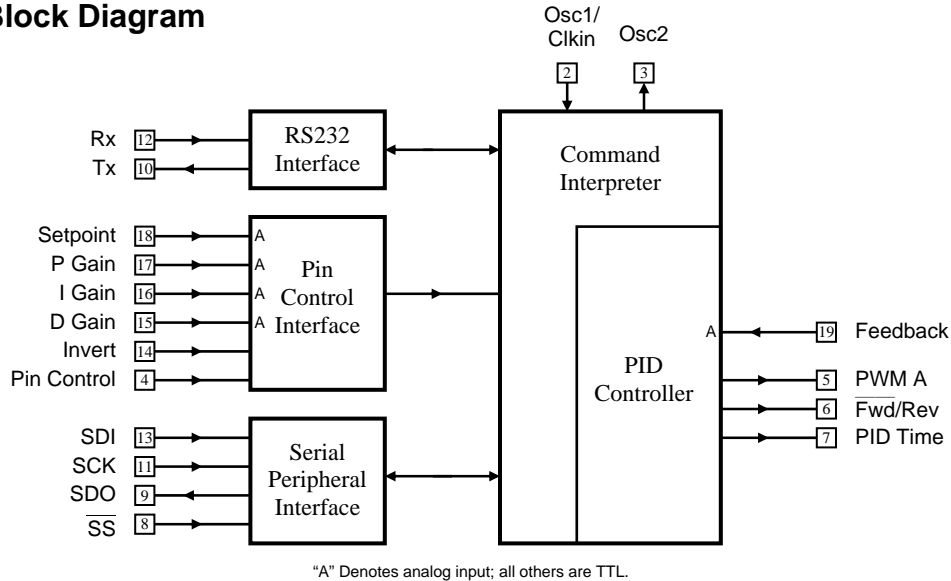 Block Diagram
Osc1/
Clkin
Osc2
2
3
Rx 12
Tx 10
RS232
Interface
Command
Interpreter
Setpoint 18 A
P Gain 17 A
I Gain 16 A
D Gain 15 A
Invert 14
Pin Control 4
Pin
Control
Interface
PID
Controller
A 19 Feedback
5 PWM A
6 F̅w̅d̅/Rev
7 PID Time
SDI 13
SCK 11
SDO 9
S̅S̅ 8
Serial
Peripheral
Interface
“A” Denotes analog input; all others are TTL.